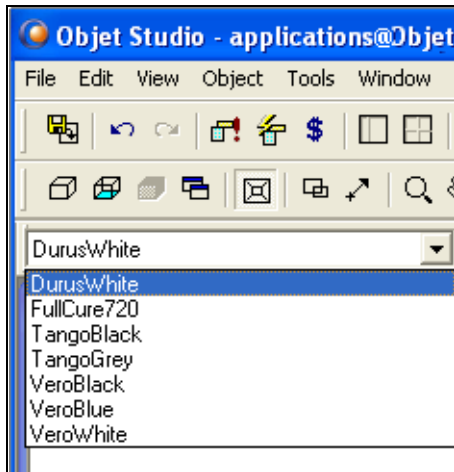 Objet Studio - applications@Objet
File Edit View Object Tools Window
$
DurusWhite
DurusWhite
FullCure720
TangoBlack
TangoGrey
VeroBlack
VeroBlue
VeroWhite